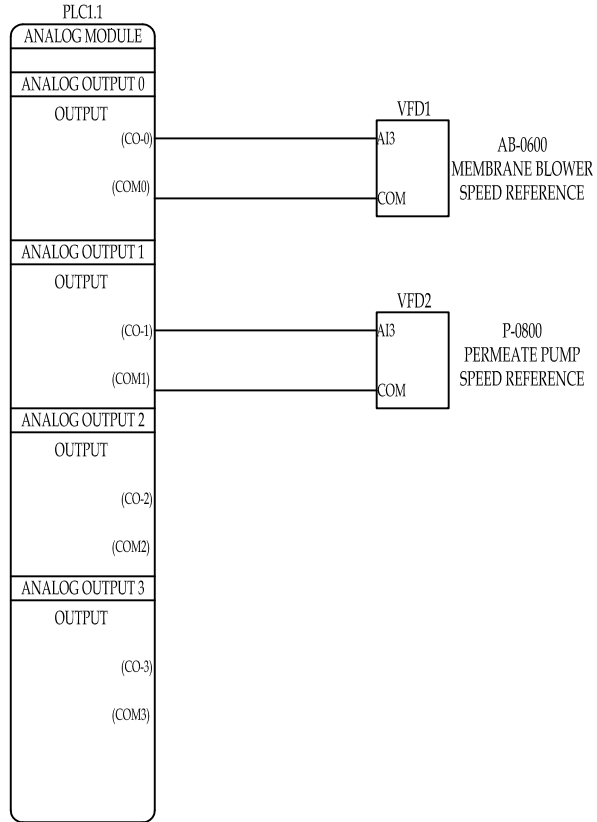 PLC1.1
ANALOG MODULE
ANALOG OUTPUT 0
OUTPUT
(CO-0)
(COM0)
VFD1
AI3
COM
AB-0600
MEMBRANE BLOWER
SPEED REFERENCE
ANALOG OUTPUT 1
OUTPUT
(CO-1)
(COM1)
VFD2
AI3
COM
P-0800
PERMEATE PUMP
SPEED REFERENCE
ANALOG OUTPUT 2
OUTPUT
(CO-2)
(COM2)
ANALOG OUTPUT 3
OUTPUT
(CO-3)
(COM3)